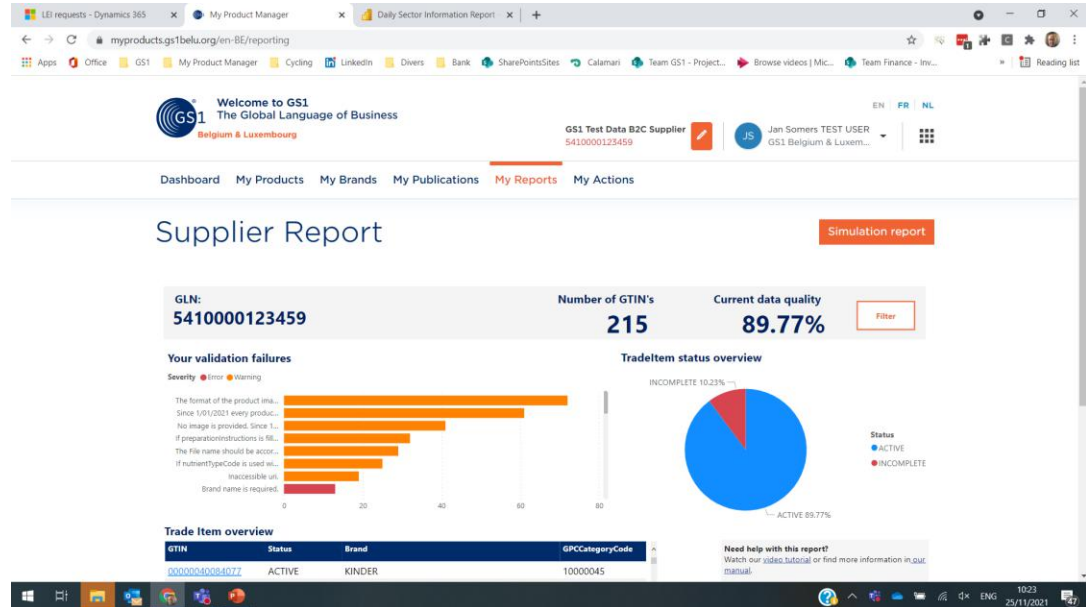 LEI requests - Dynamics 365
My Product Manager
Daily Sector Information Report
myproducts.gs1belu.org/en-BE/reporting
Apps Office GS1 My Product Manager Cycling LinkedIn Divers Bank SharePointsSites Calamari Team GS1 - Project... Browse videos | Mic... Team Finance - Inv... » Reading list
GS1
Welcome to GS1
The Global Language of Business
Belgium & Luxembourg
EN FR NL
GS1 Test Data B2C Supplier
5410000123459
JS
Jan Somers TEST USER
GS1 Belgium & Luxem...
Dashboard My Products My Brands My Publications My Reports My Actions
Supplier Report
Simulation report
GLN:
5410000123459
Number of GTIN's
215
Current data quality
89.77%
Filter
Your validation failures
Severity Error Warning
The format of the product ima...
Since 1/01/2021 every produc...
No image is provided. Since 1...
If preparationInstructions is fill...
The File name should be accor...
If nutrientTypeCode is used wi...
Inaccessible uri.
Brand name is required.
0 20 40 60 80
TradeItem status overview
INCOMPLETE 10.23%
ACTIVE 89.77%
Status
ACTIVE
INCOMPLETE
Trade Item overview
GTIN Status Brand GPCCategoryCode
00000040084077 ACTIVE KINDER 10000045
Need help with this report?
Watch our video tutorial or find more information in our
manual.
ENG
10:23
25/11/2021
47